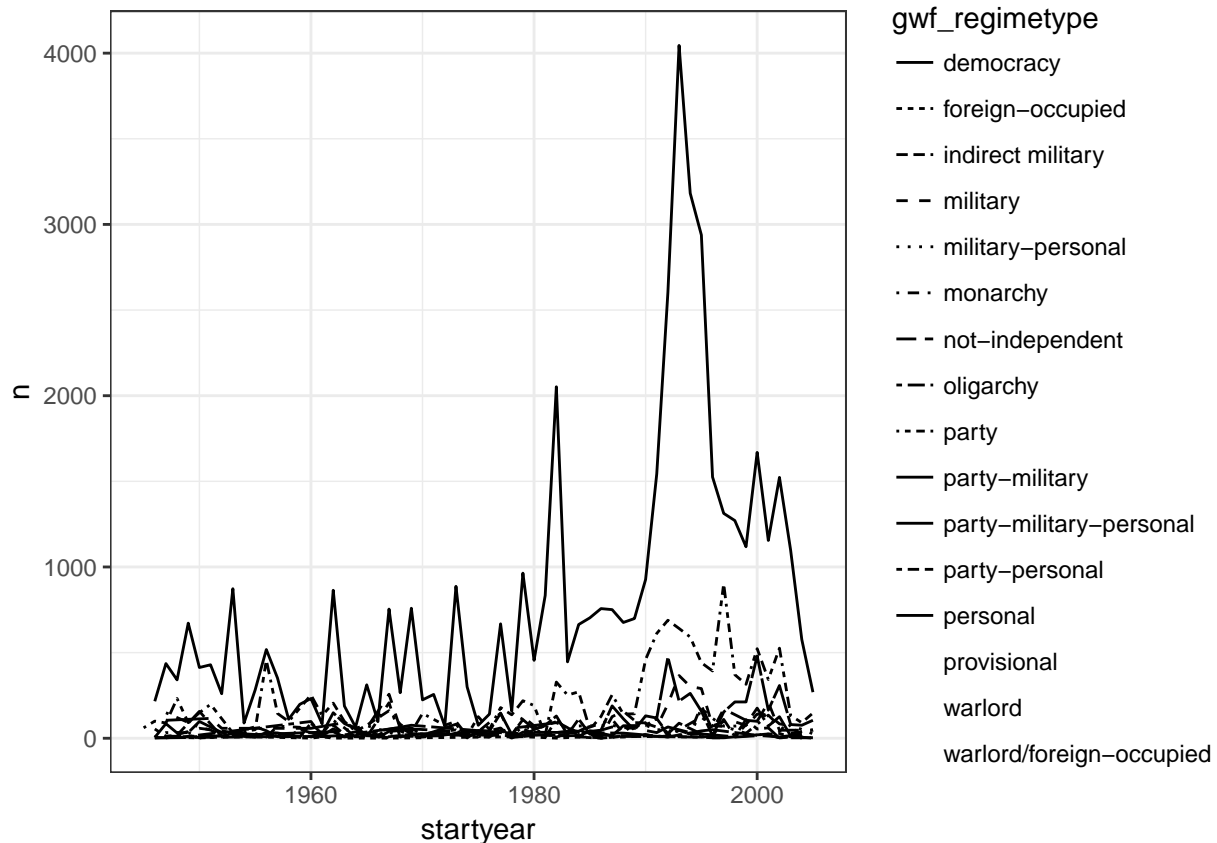 gwf_regimetype
democracy
foreign−occupied
indirect military
military
military−personal
monarchy
not−independent
oligarchy
party
party−military
party−military−personal
party−personal
personal
provisional
warlord
warlord/foreign−occupied
4000
3000
2000
1000
0
n
1960
1980
2000
startyear